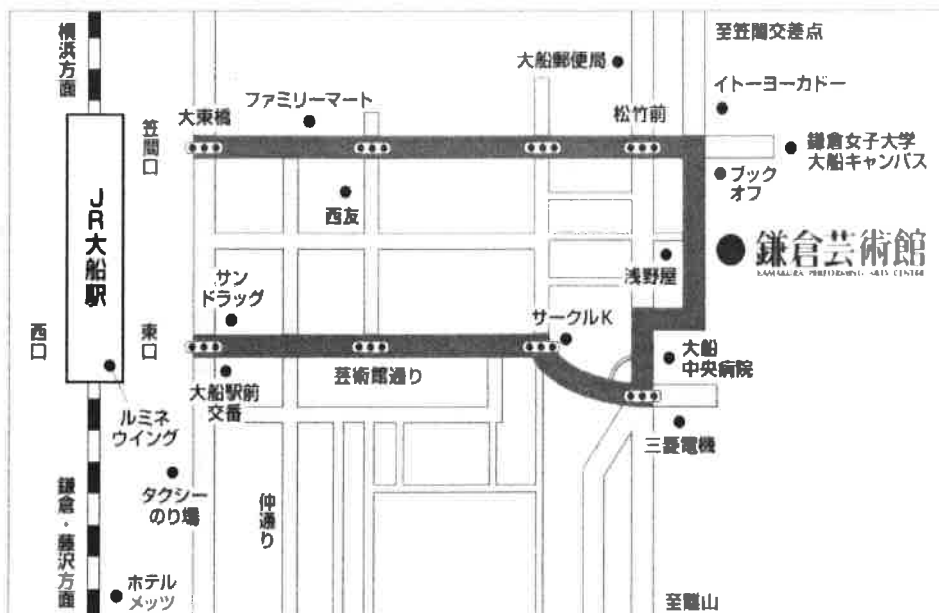 横浜方面
至笠間交差点
大船郵便局
イトーヨーカドー
ファミリーマート
大東橋
松竹前
笠間口
鎌倉女子大学
大船キャンパス
ブック
オフ
西友
JR大船駅
鎌倉芸術館
KAMAKURA PERFORMING ARTS CENTER
浅野屋
サン
ドラッグ
サークルK
西口
東口
大船
中央病院
芸術館通り
大船駅前
交番
ルミネ
ウイング
三菱電機
タクシー
のり場
仲通り
鎌倉・藤沢方面
ホテル
メッツ
至離山